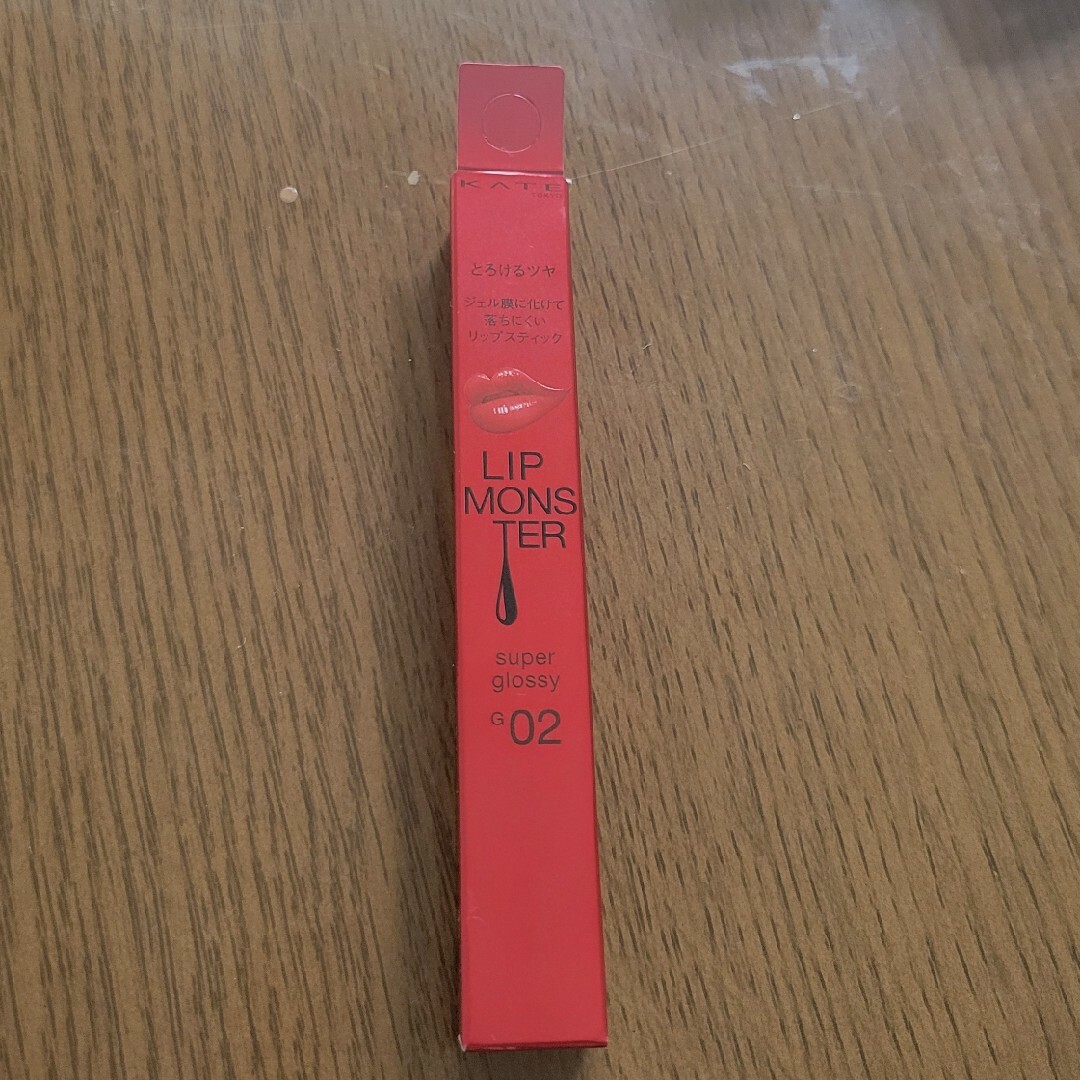 KATE
TOKYO
とろけるツヤ
ジェル膜に化けて
落ちにくい
リップスティック
LIP
MONS
TER
super
glossy
G 02